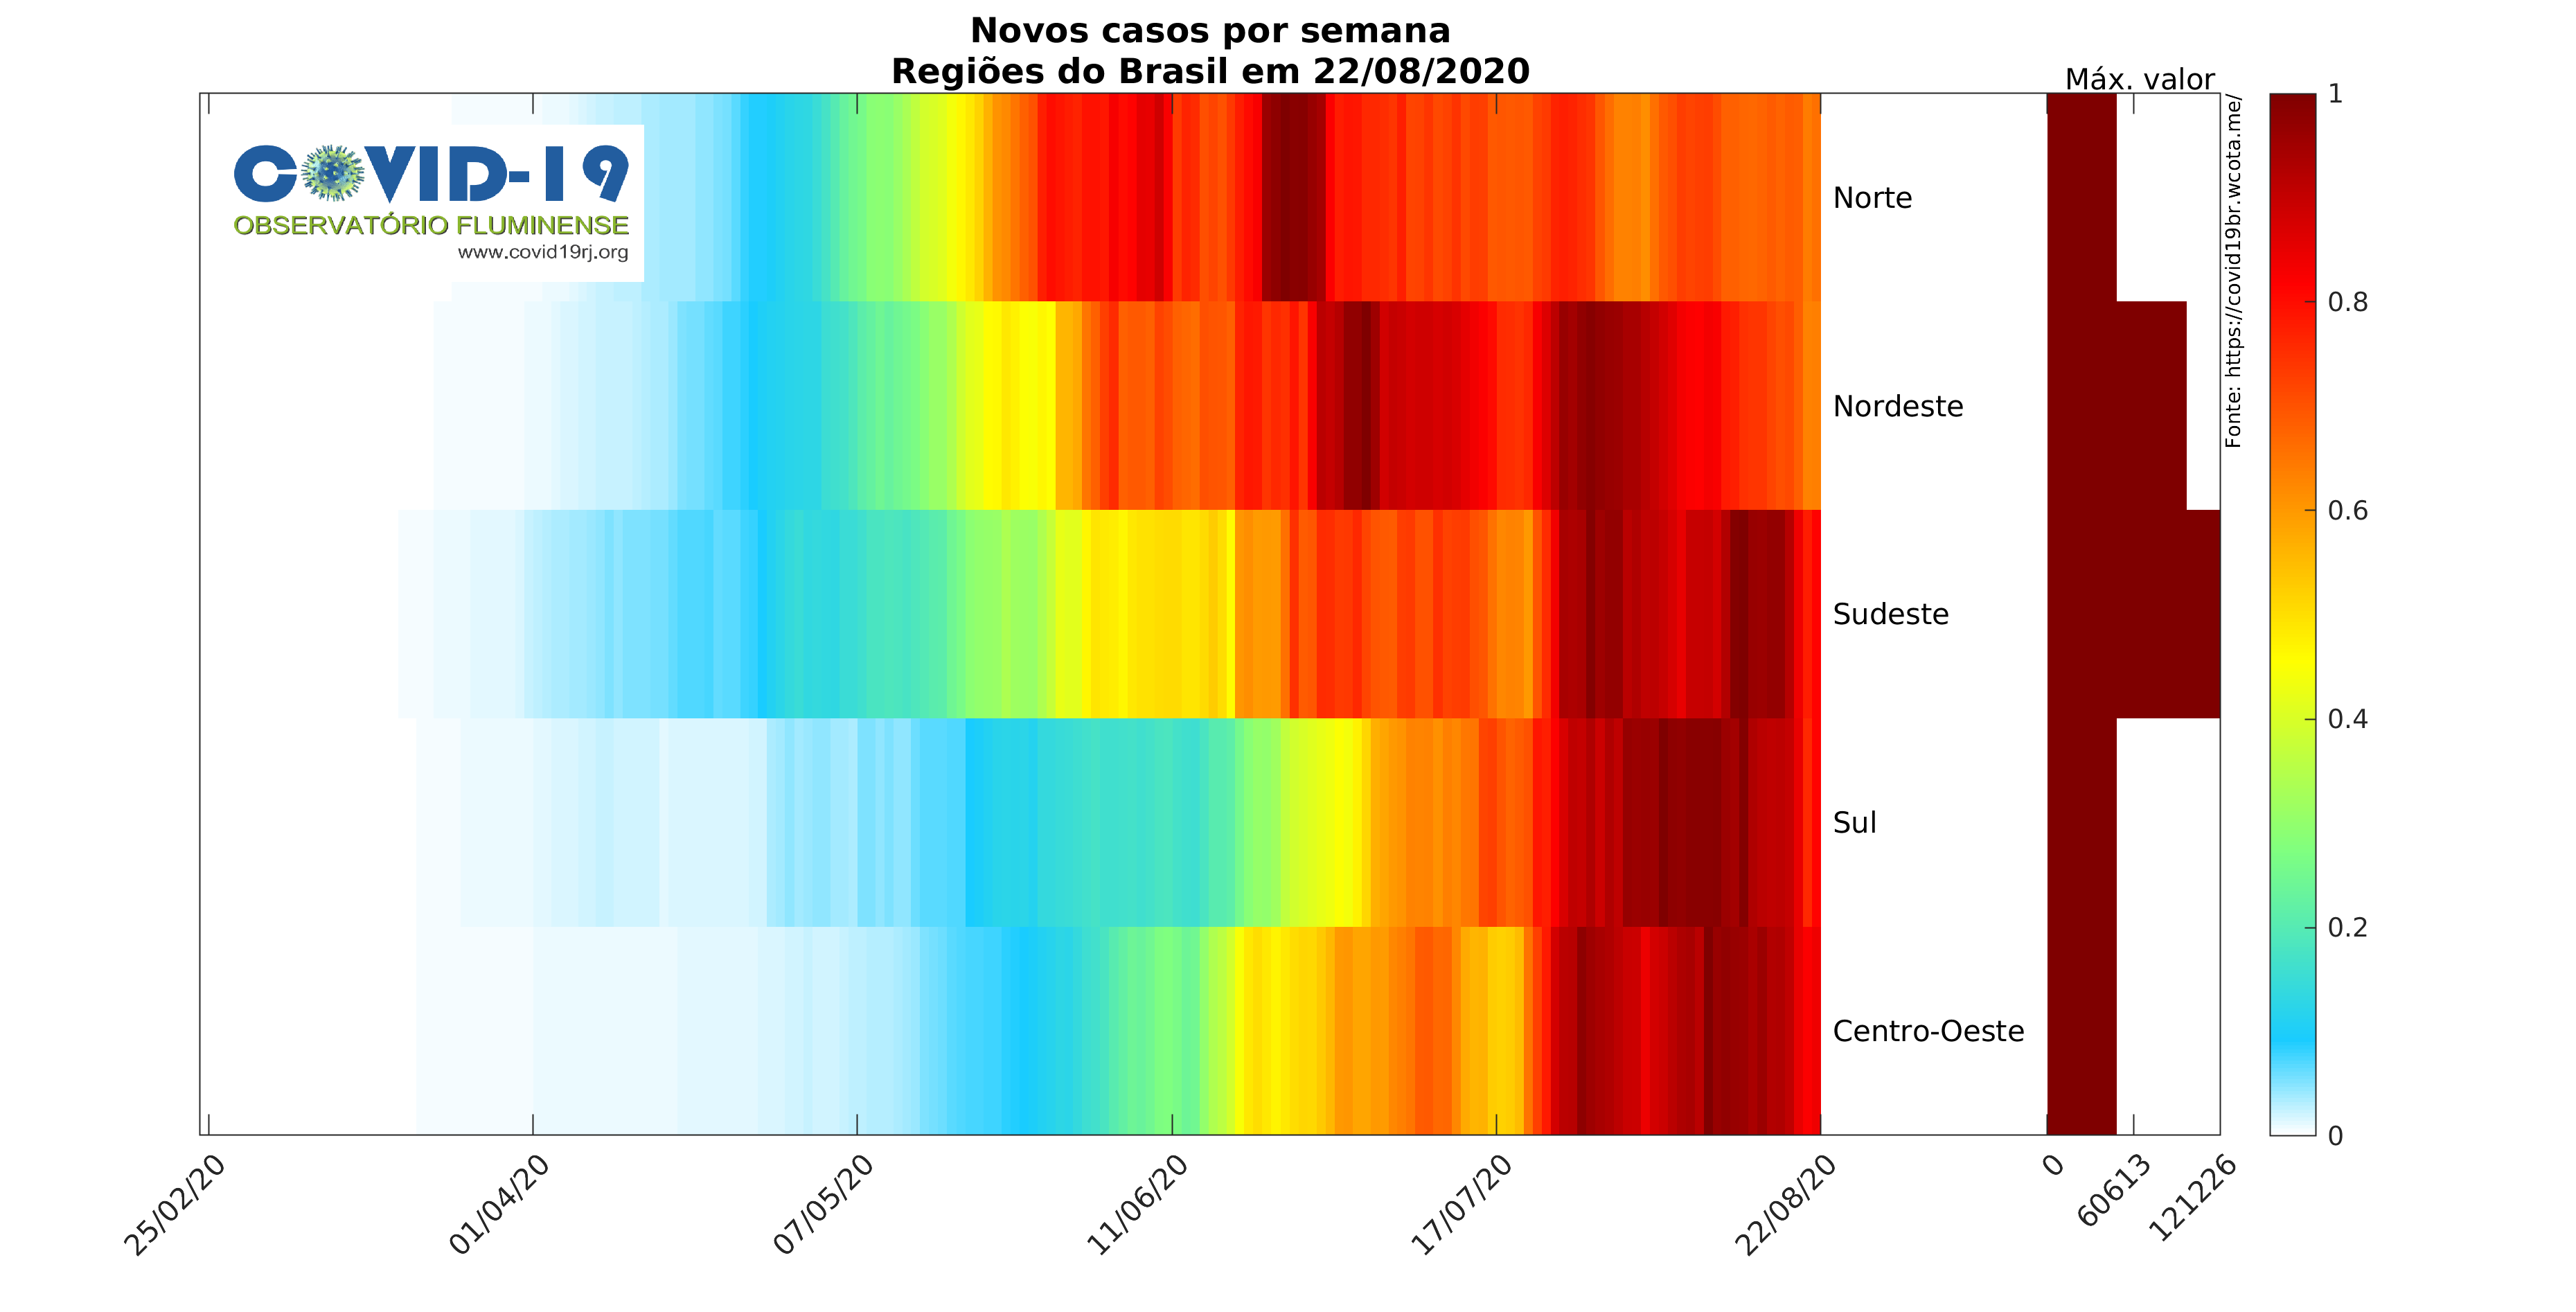 Novos casos por semana
Regiões do Brasil em 22/08/2020
Máx. valor
COVID-19
OBSERVATÓRIO FLUMINENSE
www.covid19rj.org
Norte
Nordeste
Sudeste
Sul
Centro-Oeste
Fonte: https://covid19br.wcota.me/
1
0.8
0.6
0.4
0.2
0
25/02/20
01/04/20
07/05/20
11/06/20
17/07/20
22/08/20
0
60613
121226